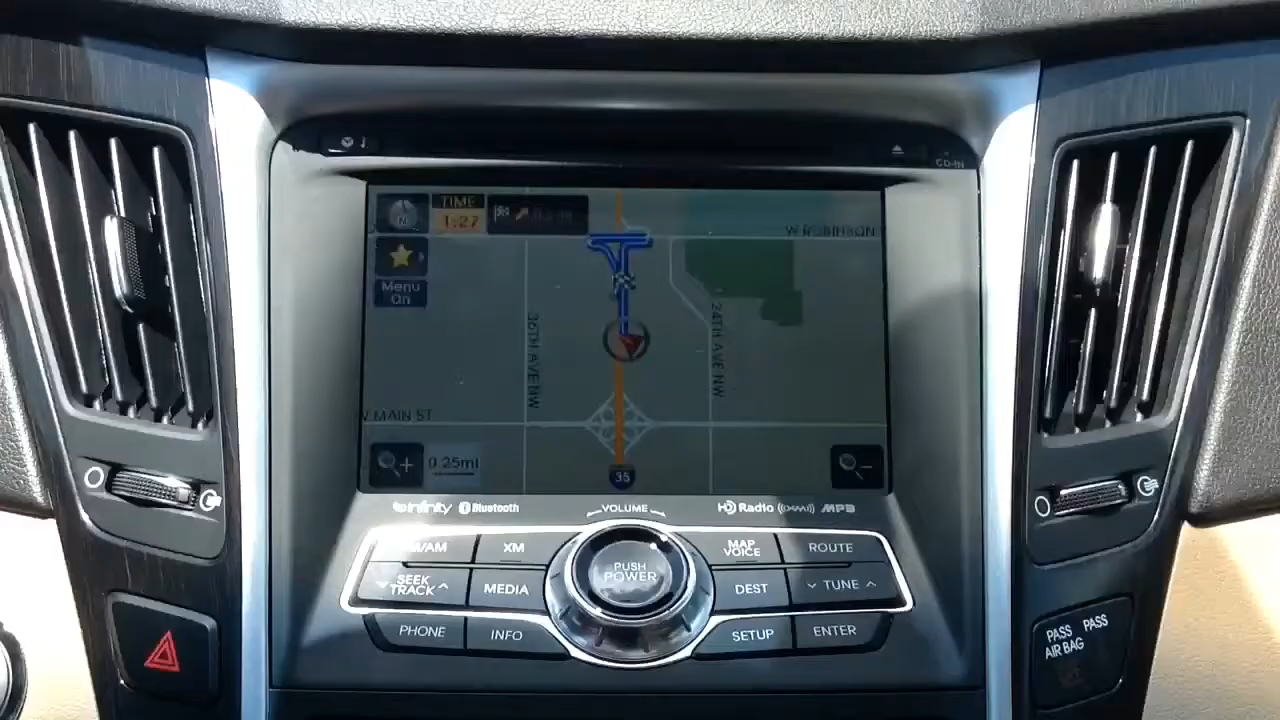 CD-IN
N
TIME
1:27
Menu
On
W ROBINSON
36TH AVE NW
24TH AVE NW
W MAIN ST
0.25mi
35
infinity
Bluetooth
VOLUME
HD Radio
MP3
XM
MAP
VOICE
ROUTE
PUSH
POWER
SEEK
TRACK
MEDIA
DEST
TUNE
PHONE
INFO
SETUP
ENTER
PASS
AIR BAG
PASS